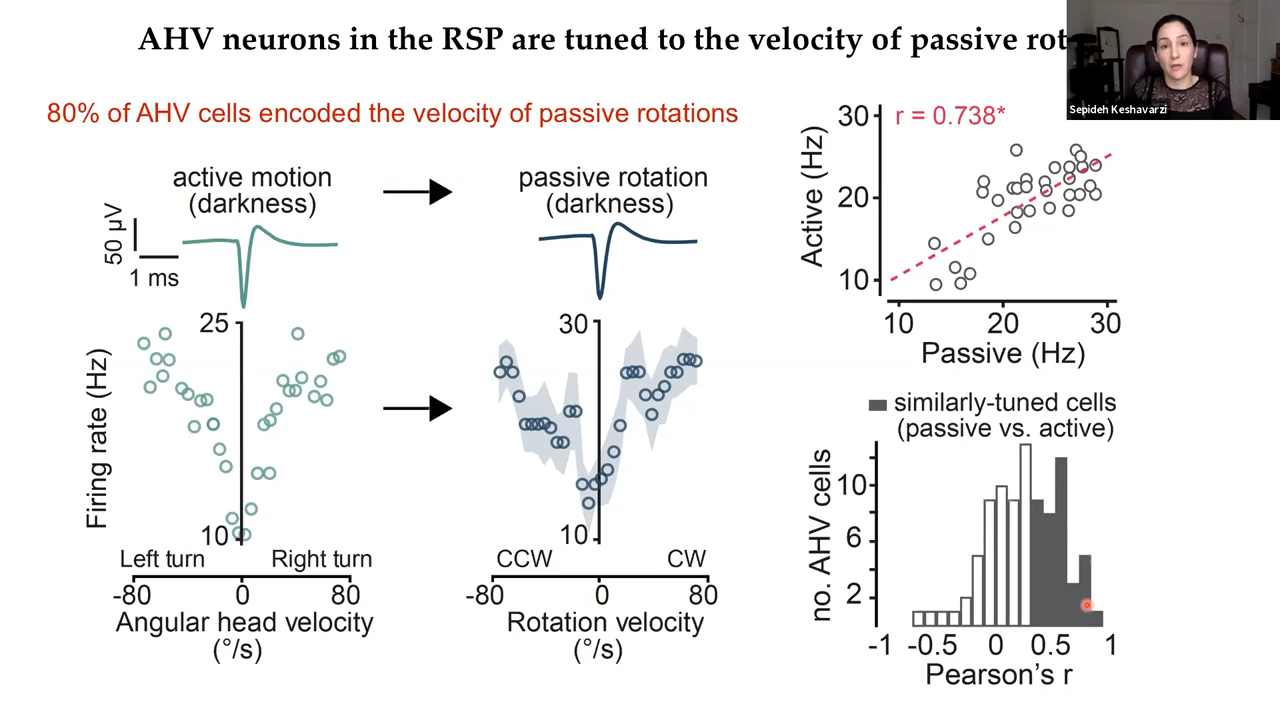 AHV neurons in the RSP are tuned to the velocity of passive rot
Sepideh Keshavarzi
80% of AHV cells encoded the velocity of passive rotations
active motion
(darkness)
50 µV
1 ms
passive rotation
(darkness)
Firing rate (Hz)
25
10
Left turn
Right turn
-80
0
80
Angular head velocity
(°/s)
30
10
CCW
CW
-80
0
80
Rotation velocity
(°/s)
r = 0.738*
Active (Hz)
30
20
10
10
20
30
Passive (Hz)
similarly-tuned cells
(passive vs. active)
no. AHV cells
10
6
2
-1
-0.5
0
0.5
1
Pearson's r